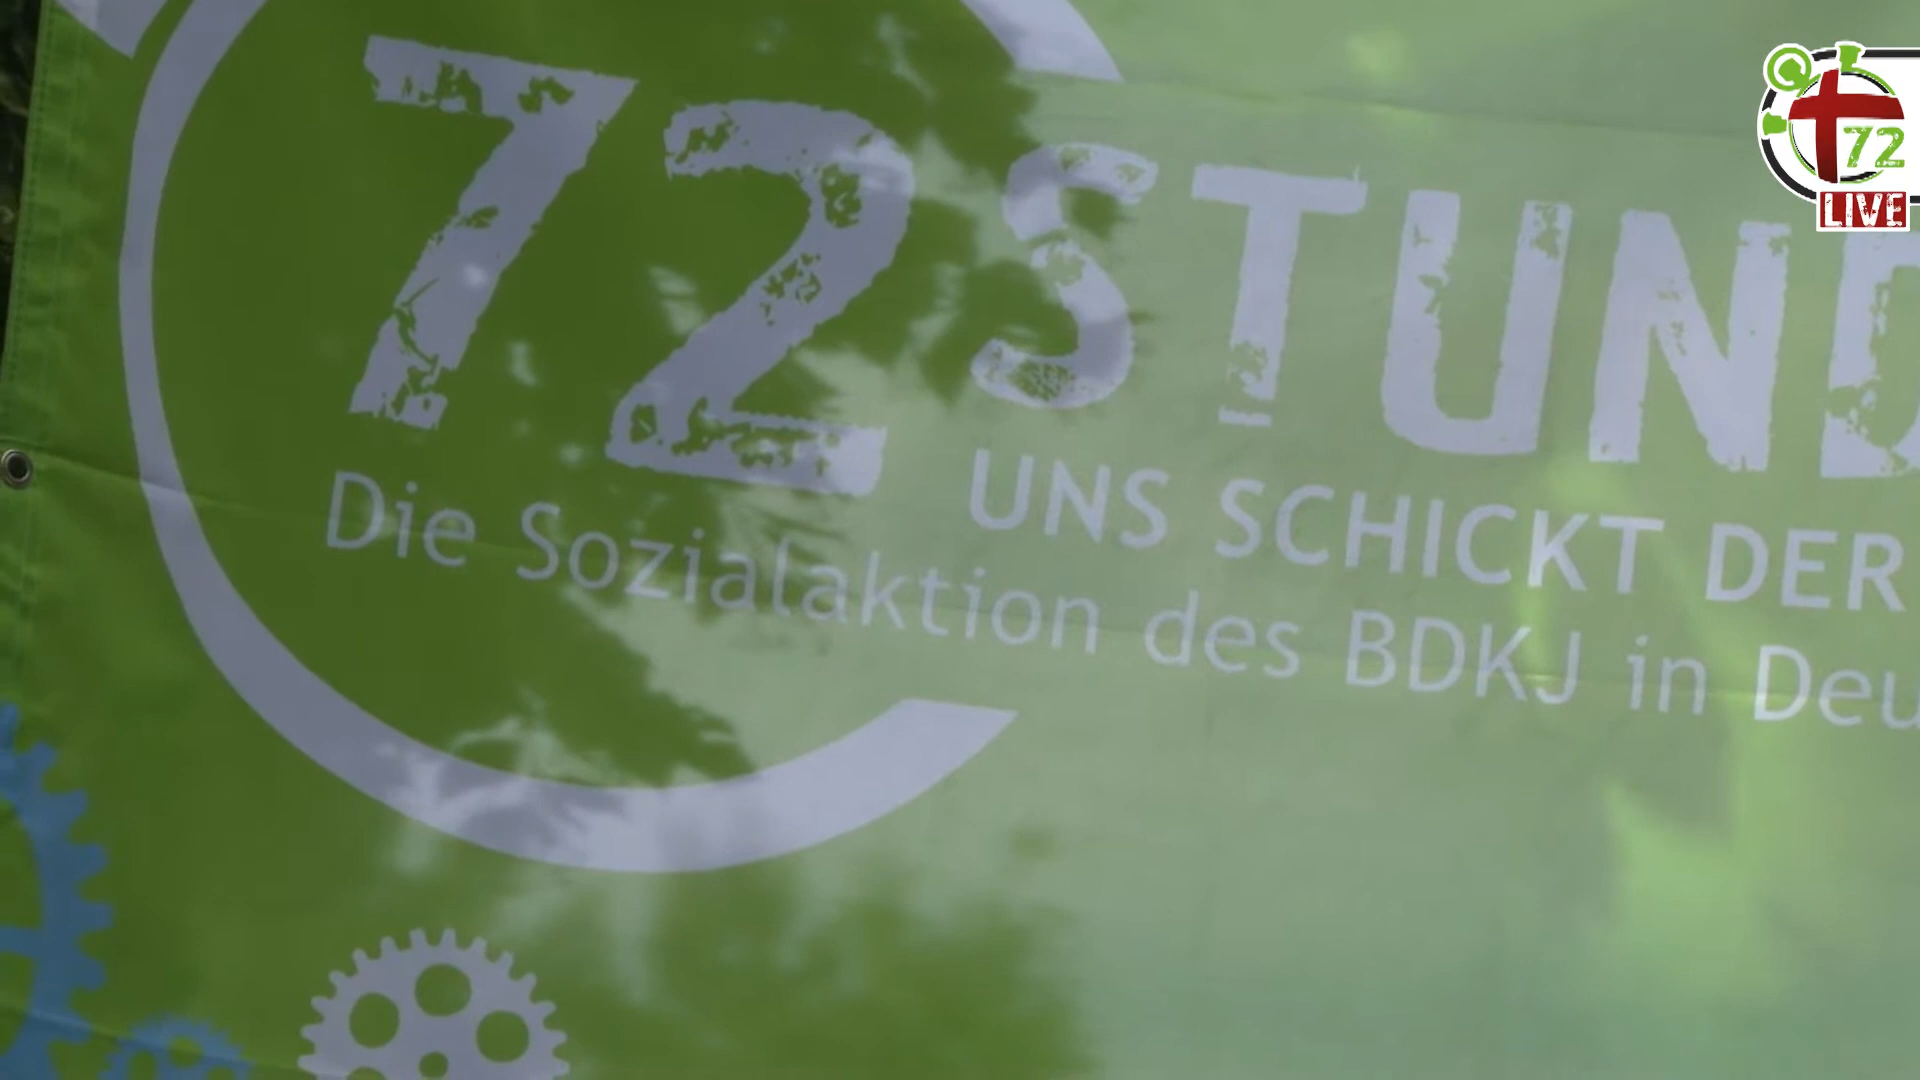 72 STUND
UNS SCHICKT DER
Die Sozialaktion des BDKJ in Deu
72
LIVE